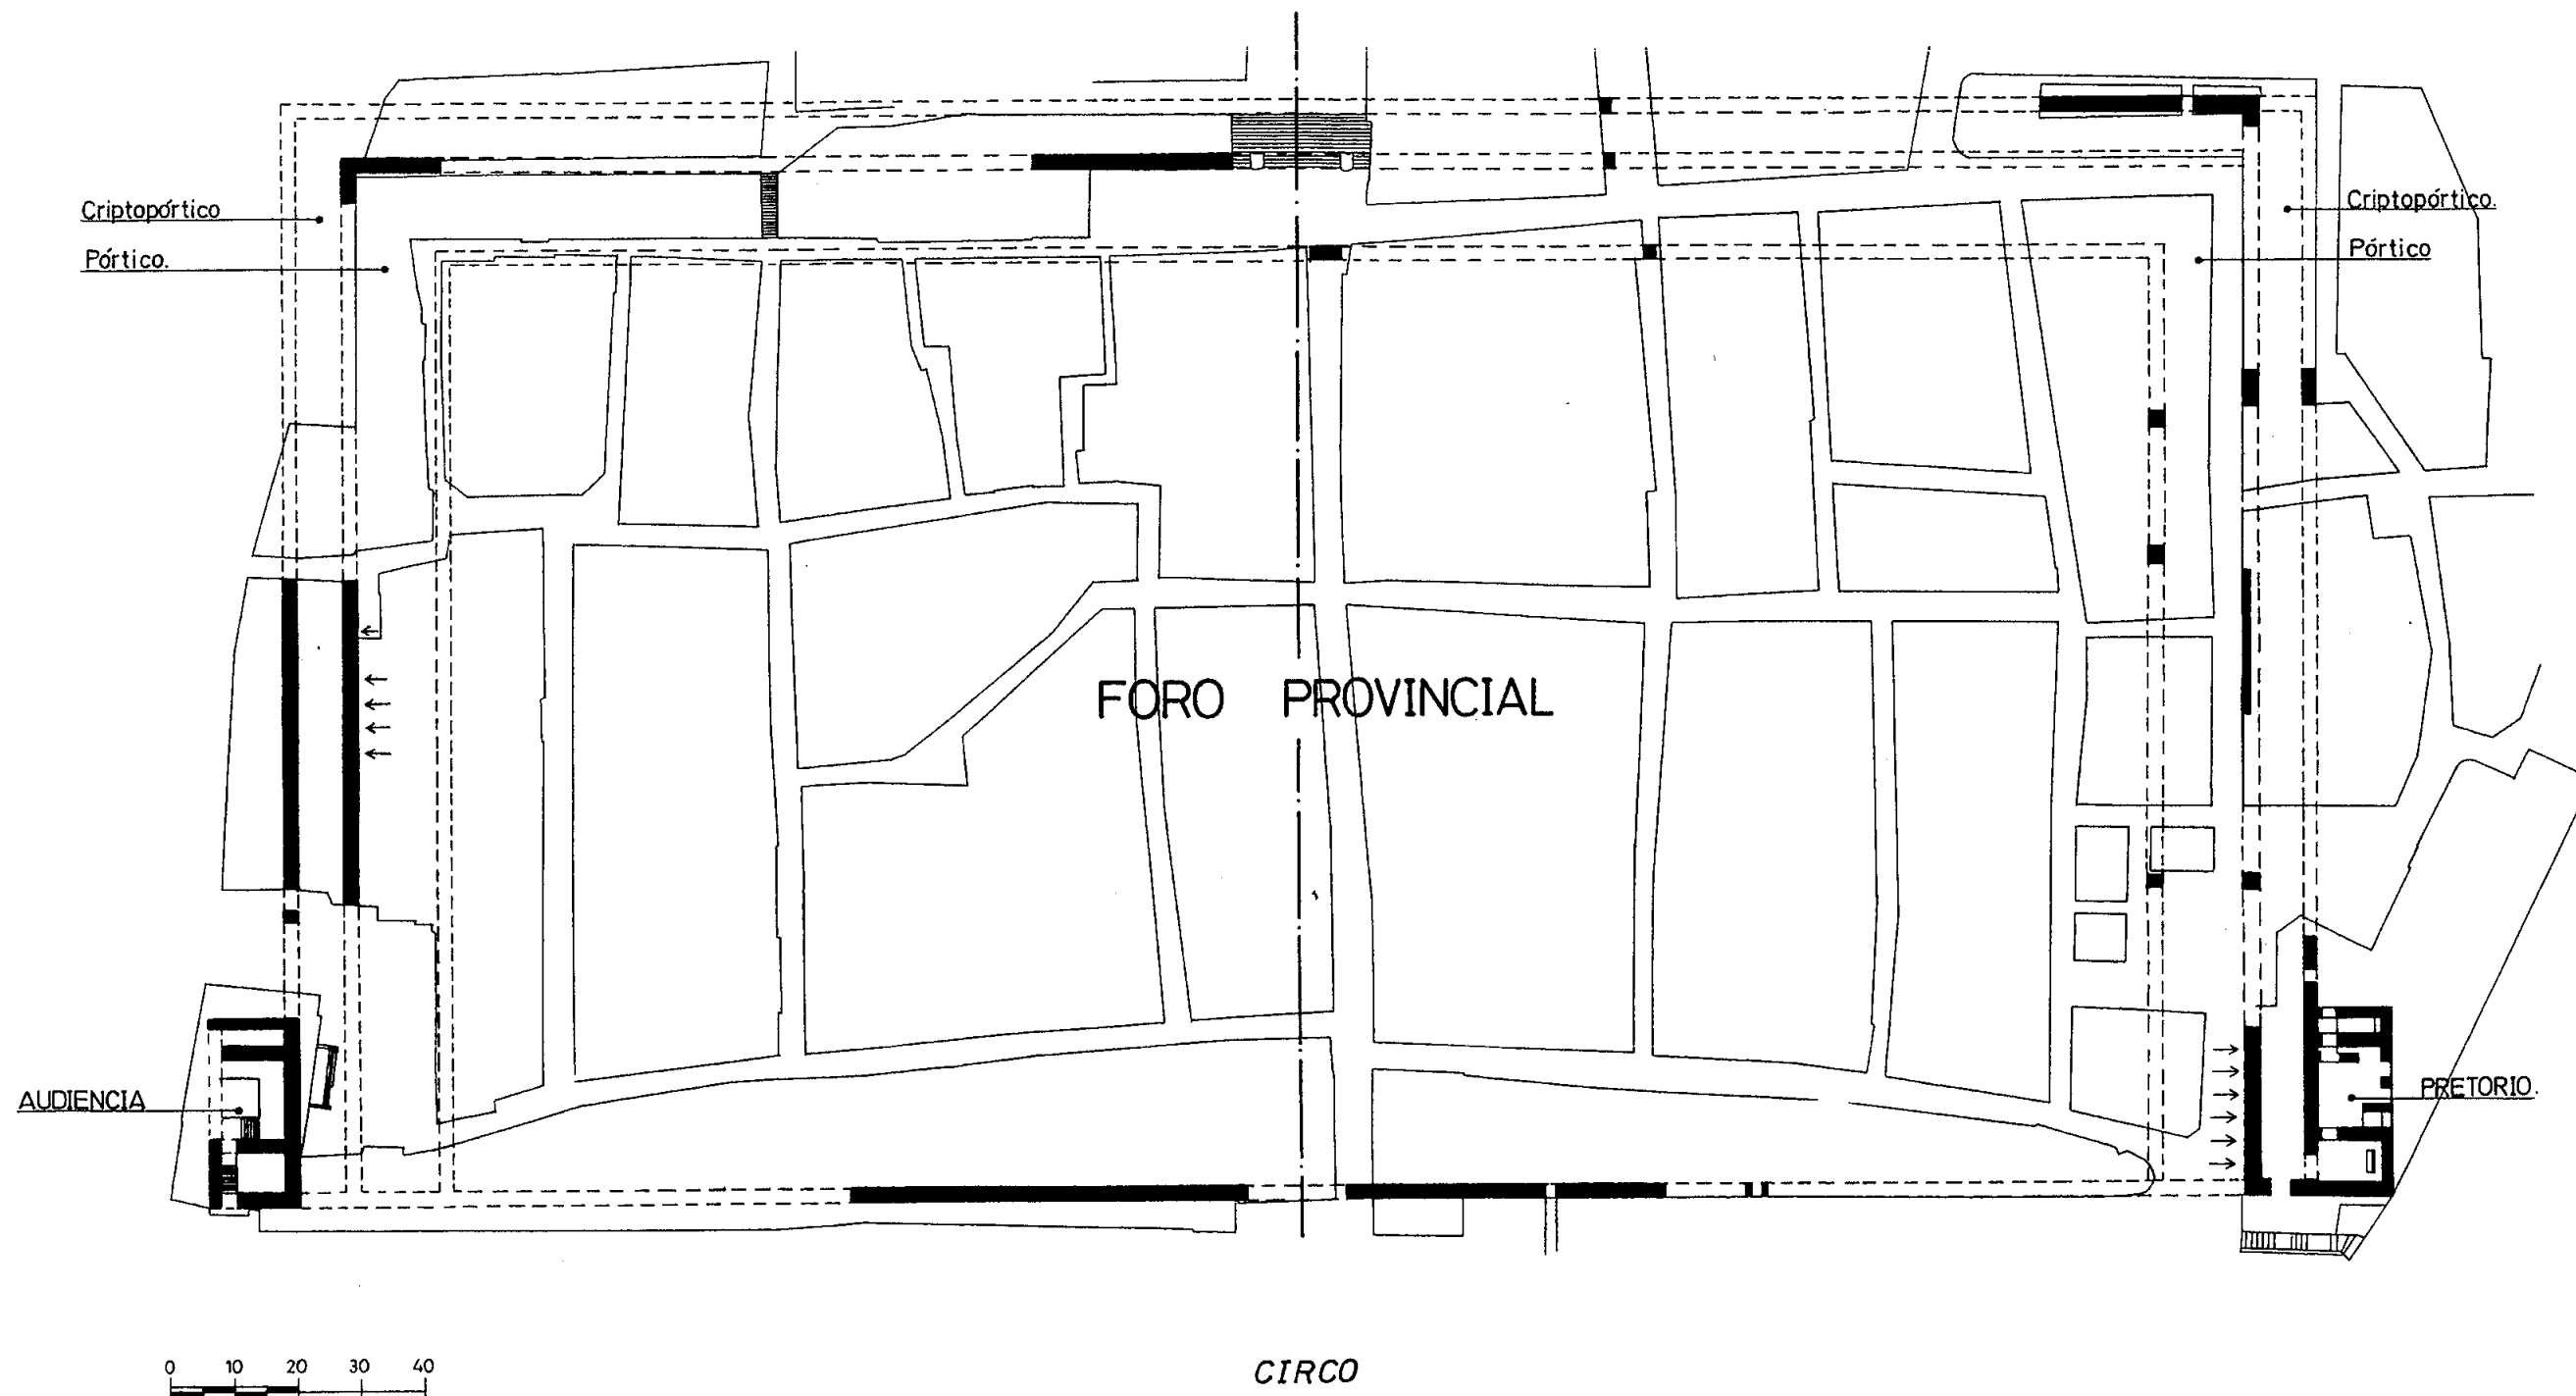 Criptopórtico
Pórtico.
Criptopórtico.
Pórtico
FORO PROVINCIAL
AUDIENCIA
PRETORIO.
0 10 20 30 40
CIRCO